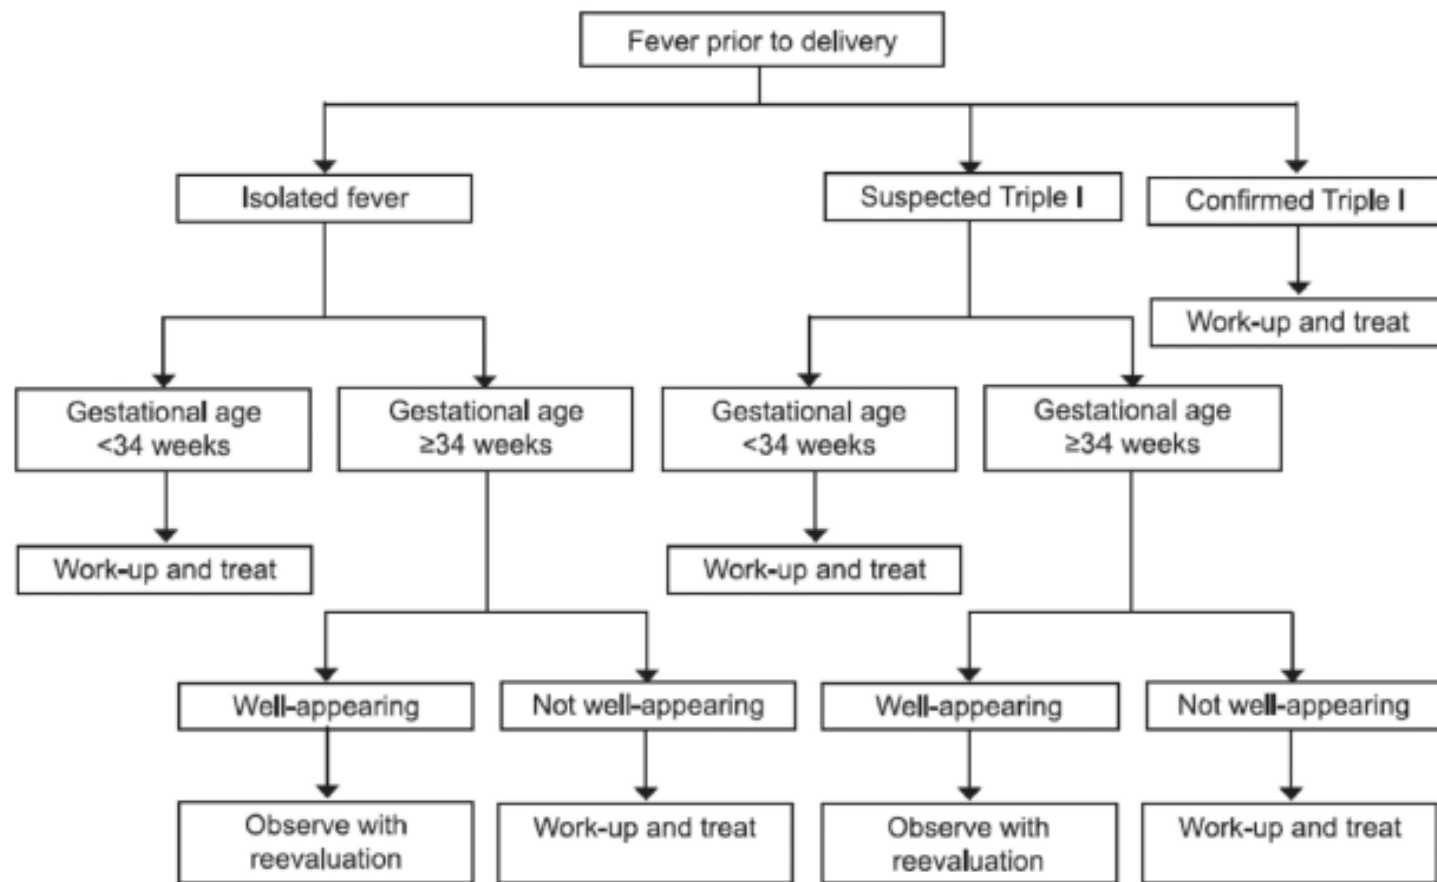 Fever prior to delivery
Isolated fever
Suspected Triple I
Confirmed Triple I
Work-up and treat
Gestational age
<34 weeks
Gestational age
≥34 weeks
Gestational age
<34 weeks
Gestational age
≥34 weeks
Work-up and treat
Work-up and treat
Well-appearing
Not well-appearing
Well-appearing
Not well-appearing
Observe with
reevaluation
Work-up and treat
Observe with
reevaluation
Work-up and treat